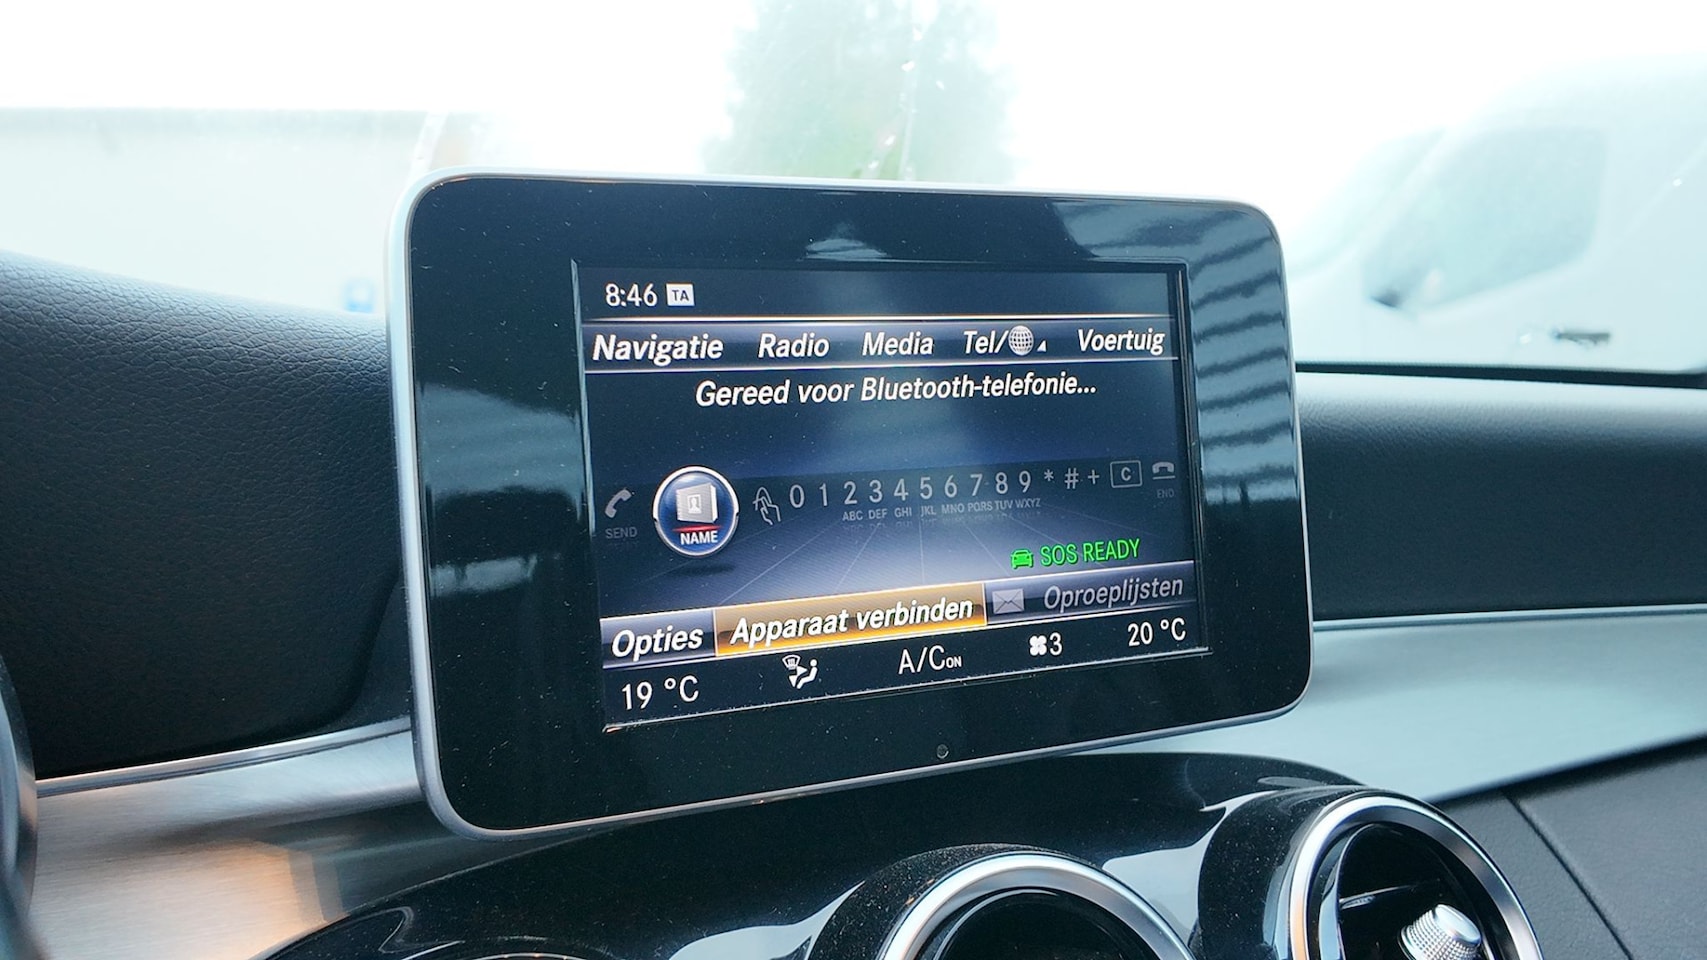 8:46 TA
Navigatie Radio Media Tel/ Voertuig
Gereed voor Bluetooth-telefonie...
0 1 2 3 4 5 6 7 8 9 * # + C
ABC DEF GHI JKL MNO PQRS TUV WXYZ
SEND NAME END
SOS READY
Opties Apparaat verbinden Oproeplijsten
19 °C A/C ON 3 20 °C